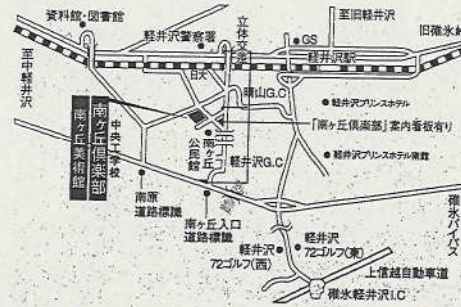 資料館・図書館
立体交差
至旧軽井沢
旧碓氷峠
軽井沢警察署
GS
軽井沢駅
至中軽井沢
日大
晴山G.C
軽井沢プリンスホテル
「南ヶ丘倶楽部」案内看板有り
南ヶ丘倶楽部
南ヶ丘美術館
中央工学校
南ヶ丘
公民館
軽井沢G.C
軽井沢プリンスホテル南館
南原
道路標識
南ヶ丘入口
道路標識
碓氷バイパス
軽井沢
72ゴルフ(西)
軽井沢
72ゴルフ(東)
上信越自動車道
碓氷軽井沢I.C